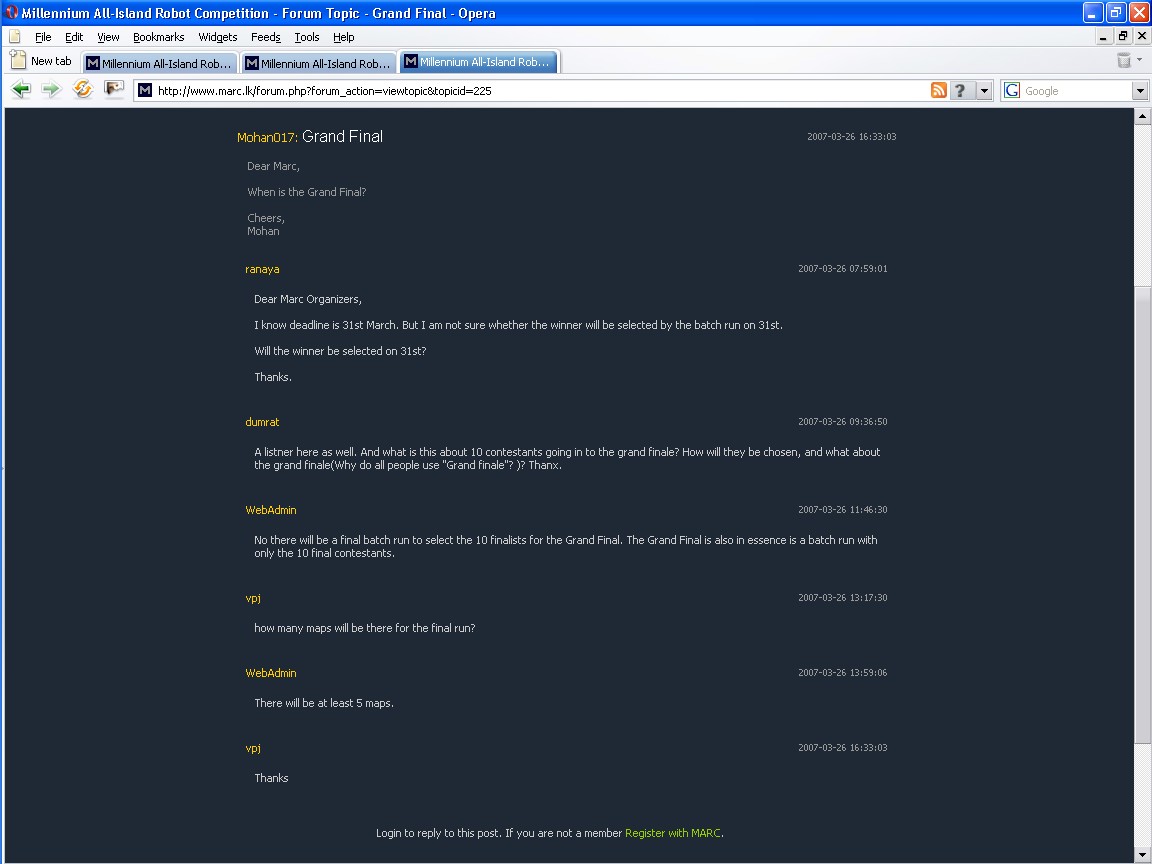 Millennium All-Island Robot Competition - Forum Topic - Grand Final - Opera
File Edit View Bookmarks Widgets Feeds Tools Help
New tab Millennium All-Island Rob... Millennium All-Island Rob... Millennium All-Island Rob...
http://www.marc.lk/forum.php?forum_action=viewtopic&topicid=225 ? G Google
Mohan017: Grand Final 2007-03-26 16:33:03
Dear Marc,
When is the Grand Final?
Cheers,
Mohan
ranaya 2007-03-26 07:59:01
Dear Marc Organizers,
I know deadline is 31st March. But I am not sure whether the winner will be selected by the batch run on 31st.
Will the winner be selected on 31st?
Thanks.
dumrat 2007-03-26 09:36:50
A listner here as well. And what is this about 10 contestants going in to the grand finale? How will they be chosen, and what about
the grand finale(Why do all people use "Grand finale"? )? Thanx.
WebAdmin 2007-03-26 11:46:30
No there will be a final batch run to select the 10 finalists for the Grand Final. The Grand Final is also in essence is a batch run with
only the 10 final contestants.
vpj 2007-03-26 13:17:30
how many maps will be there for the final run?
WebAdmin 2007-03-26 13:59:06
There will be at least 5 maps.
vpj 2007-03-26 16:33:03
Thanks
Login to reply to this post. If you are not a member Register with MARC.